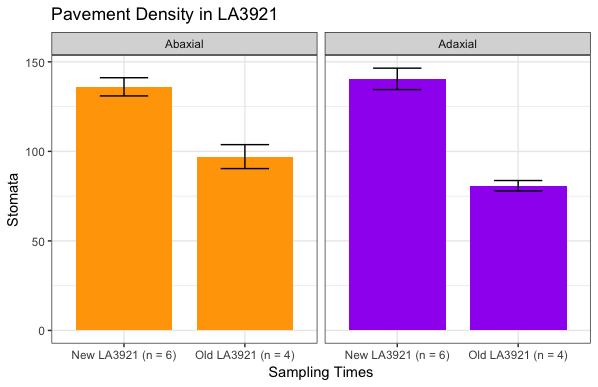 Pavement Density in LA3921
Abaxial
Adaxial
150
100
50
0
Stomata
New LA3921 (n = 6)
Old LA3921 (n = 4)
New LA3921 (n = 6)
Old LA3921 (n = 4)
Sampling Times